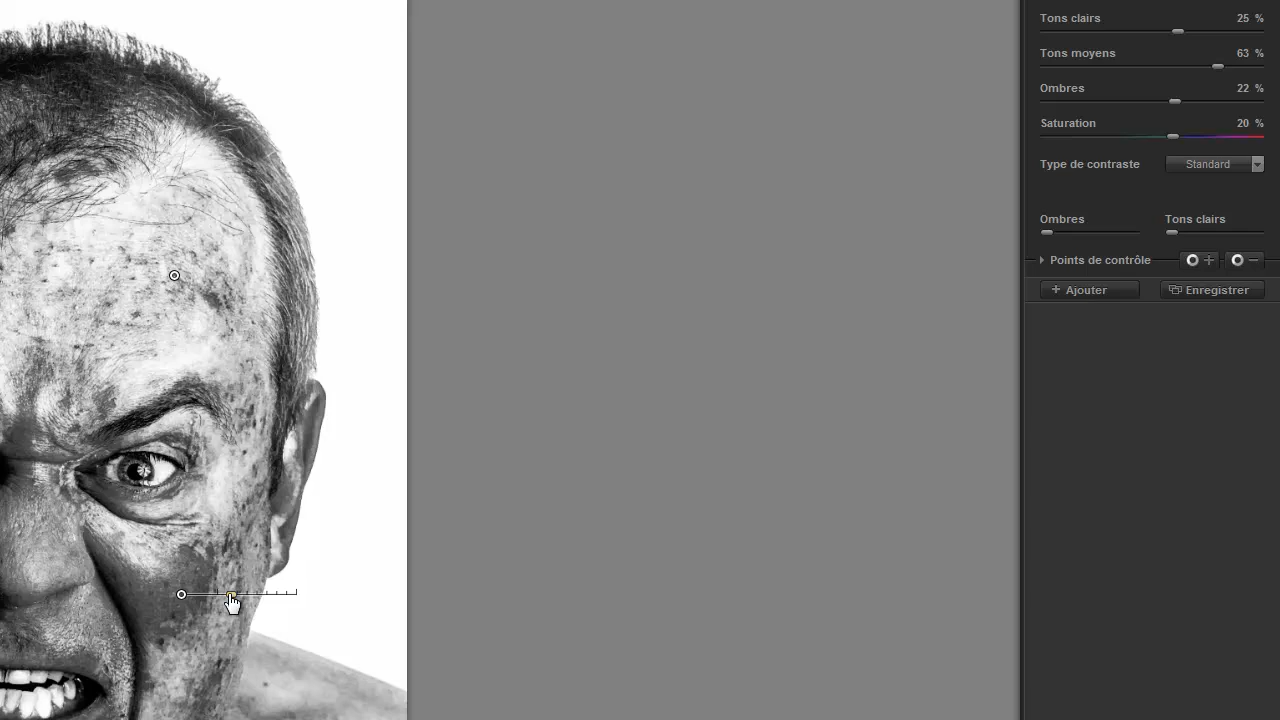 Tons clairs 25 %
Tons moyens 63 %
Ombres 22 %
Saturation 20 %
Type de contraste Standard
Ombres Tons clairs
Points de contrôle
Ajouter Enregistrer